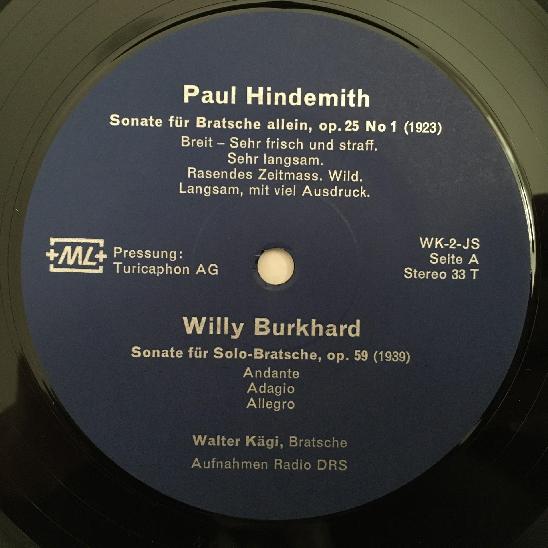 Paul Hindemith
Sonate für Bratsche allein, op. 25 No 1 (1923)
Breit – Sehr frisch und straff.
Sehr langsam.
Rasendes Zeitmass. Wild.
Langsam, mit viel Ausdruck.
+ML+
Pressung:
Turicaphon AG
WK-2-JS
Seite A
Stereo 33 T
Willy Burkhard
Sonate für Solo-Bratsche, op. 59 (1939)
Andante
Adagio
Allegro
Walter Kägi, Bratsche
Aufnahmen Radio DRS